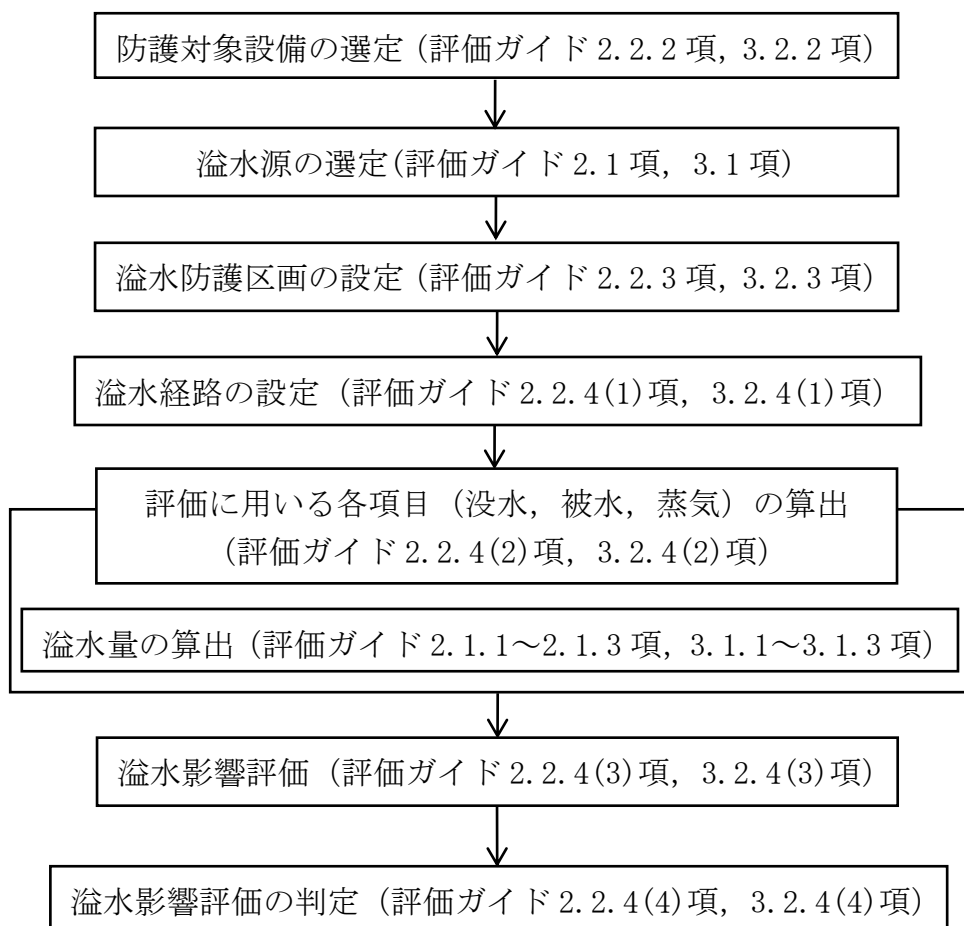 防護対象設備の選定（評価ガイド 2.2.2 項, 3.2.2 項）
溢水源の選定(評価ガイド 2.1 項, 3.1 項)
溢水防護区画の設定（評価ガイド 2.2.3 項, 3.2.3 項）
溢水経路の設定（評価ガイド 2.2.4(1)項, 3.2.4(1)項）
評価に用いる各項目（没水，被水，蒸気）の算出
（評価ガイド 2.2.4(2)項, 3.2.4(2)項）
溢水量の算出（評価ガイド 2.1.1～2.1.3 項, 3.1.1～3.1.3 項）
溢水影響評価（評価ガイド 2.2.4(3)項, 3.2.4(3)項）
溢水影響評価の判定（評価ガイド 2.2.4(4)項, 3.2.4(4)項）